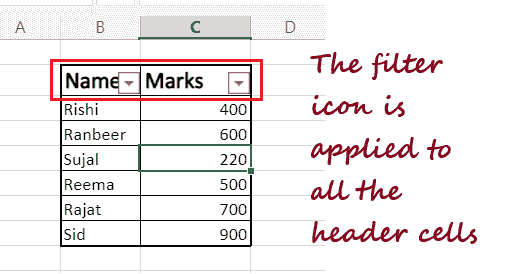 A B C D
Name Marks
Rishi 400
Ranbeer 600
Sujal 220
Reema 500
Rajat 700
Sid 900
The filter
icon is
applied to
all the
header cells